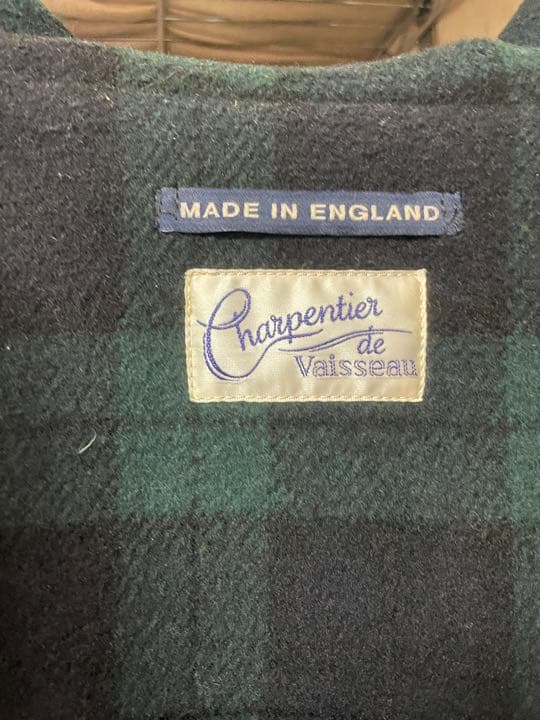 MADE IN ENGLAND
Charpentier
de
Vaisseau